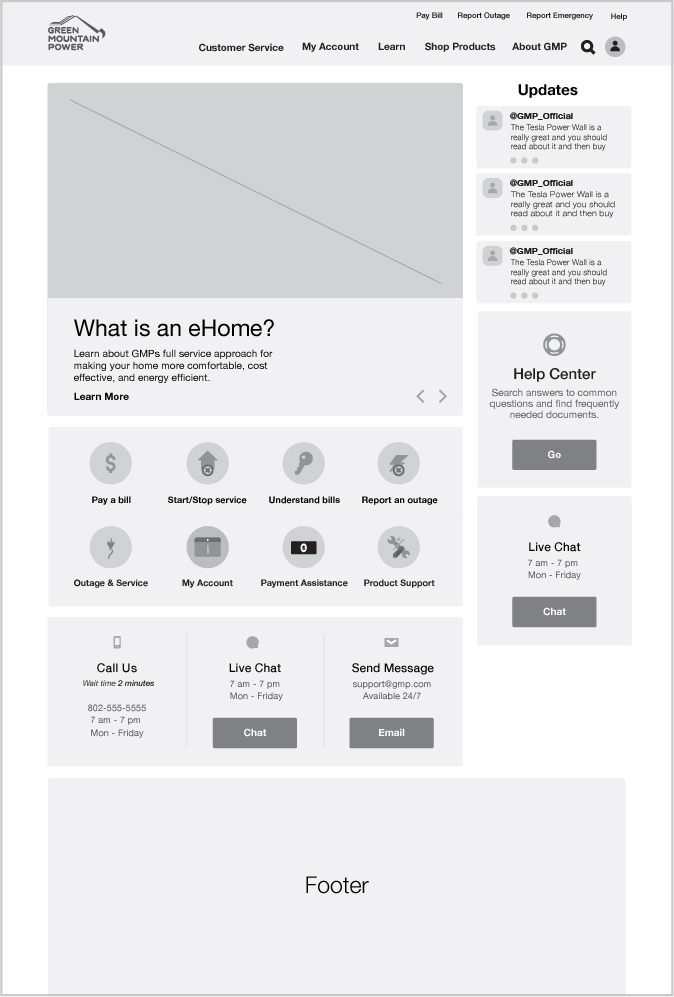 GREEN
MOUNTAIN
POWER
Pay Bill
Report Outage
Report Emergency
Help
Customer Service
My Account
Learn
Shop Products
About GMP
What is an eHome?
Learn about GMPs full service approach for
making your home more comfortable, cost
effective, and energy efficient.
Learn More
Pay a bill
Start/Stop service
Understand bills
Report an outage
Outage & Service
My Account
Payment Assistance
Product Support
Call Us
Wait time 2 minutes
802-555-5555
7 am - 7 pm
Mon - Friday
Live Chat
7 am - 7 pm
Mon - Friday
Chat
Send Message
support@gmp.com
Available 24/7
Email
Updates
@GMP_Official
The Tesla Power Wall is a
really great and you should
read about it and then buy
@GMP_Official
The Tesla Power Wall is a
really great and you should
read about it and then buy
@GMP_Official
The Tesla Power Wall is a
really great and you should
read about it and then buy
Help Center
Search answers to common
questions and find frequently
needed documents.
Go
Live Chat
7 am - 7 pm
Mon - Friday
Chat
Footer